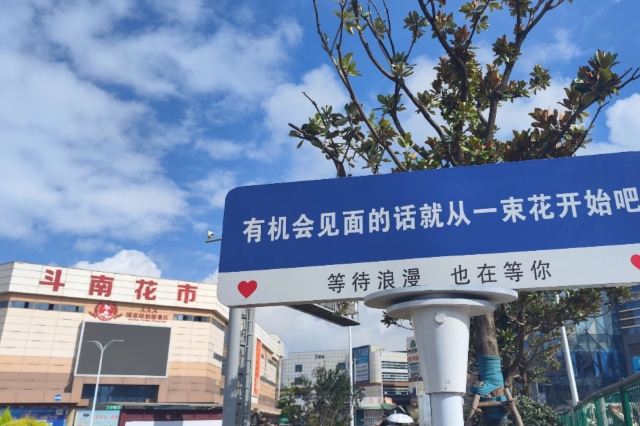 有机会见面的话就从一束花开始吧
等待浪漫 也在等你
斗南花市